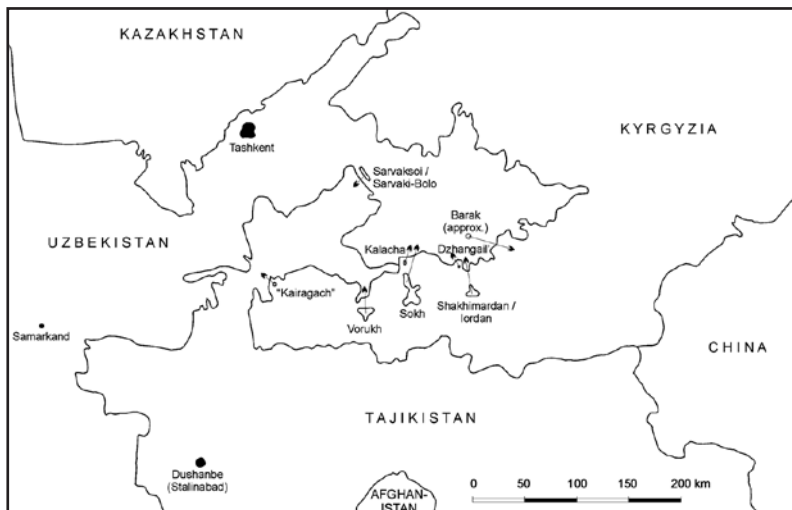 KAZAKHSTAN
Tashkent
KYRGYZIA
Sarvaksoi /
Sarvaki-Bolo
UZBEKISTAN
Barak
(approx.)
Kalacha
Dzhangail'
"Kairagach"
Sokh
Shakhimardan /
Iordan
Vorukh
Samarkand
CHINA
TAJIKISTAN
Dushanbe
(Stalinabad)
AFGHAN-
ISTAN
0 50 100 150 200 km